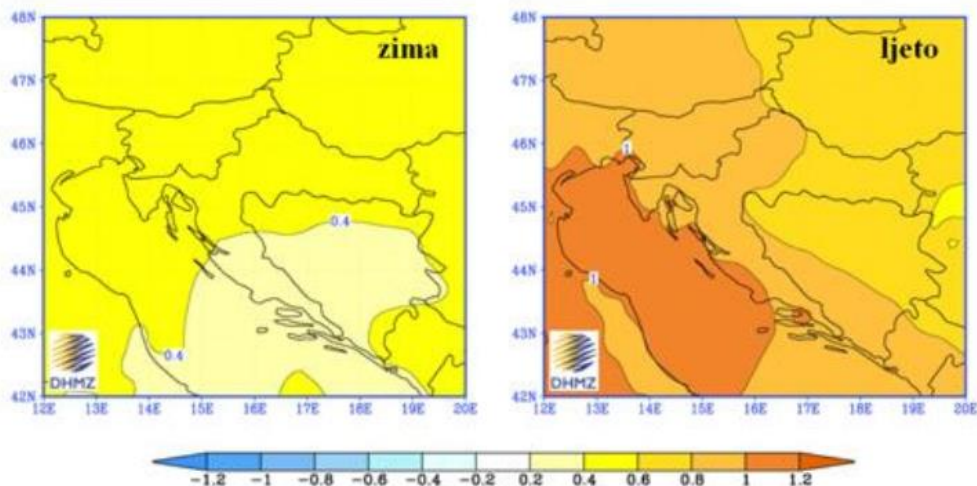 48N
47N
46N
45N
44N
43N
42N
zima
0.4
0.4
DHMZ
12E 13E 14E 15E 16E 17E 18E 19E 20E
48N
47N
46N
45N
44N
43N
42N
ljeto
1
1
DHMZ
12E 13E 14E 15E 16E 17E 18E 19E 20E
-1.2 -1 -0.8 -0.6 -0.4 -0.2 0.2 0.4 0.6 0.8 1 1.2